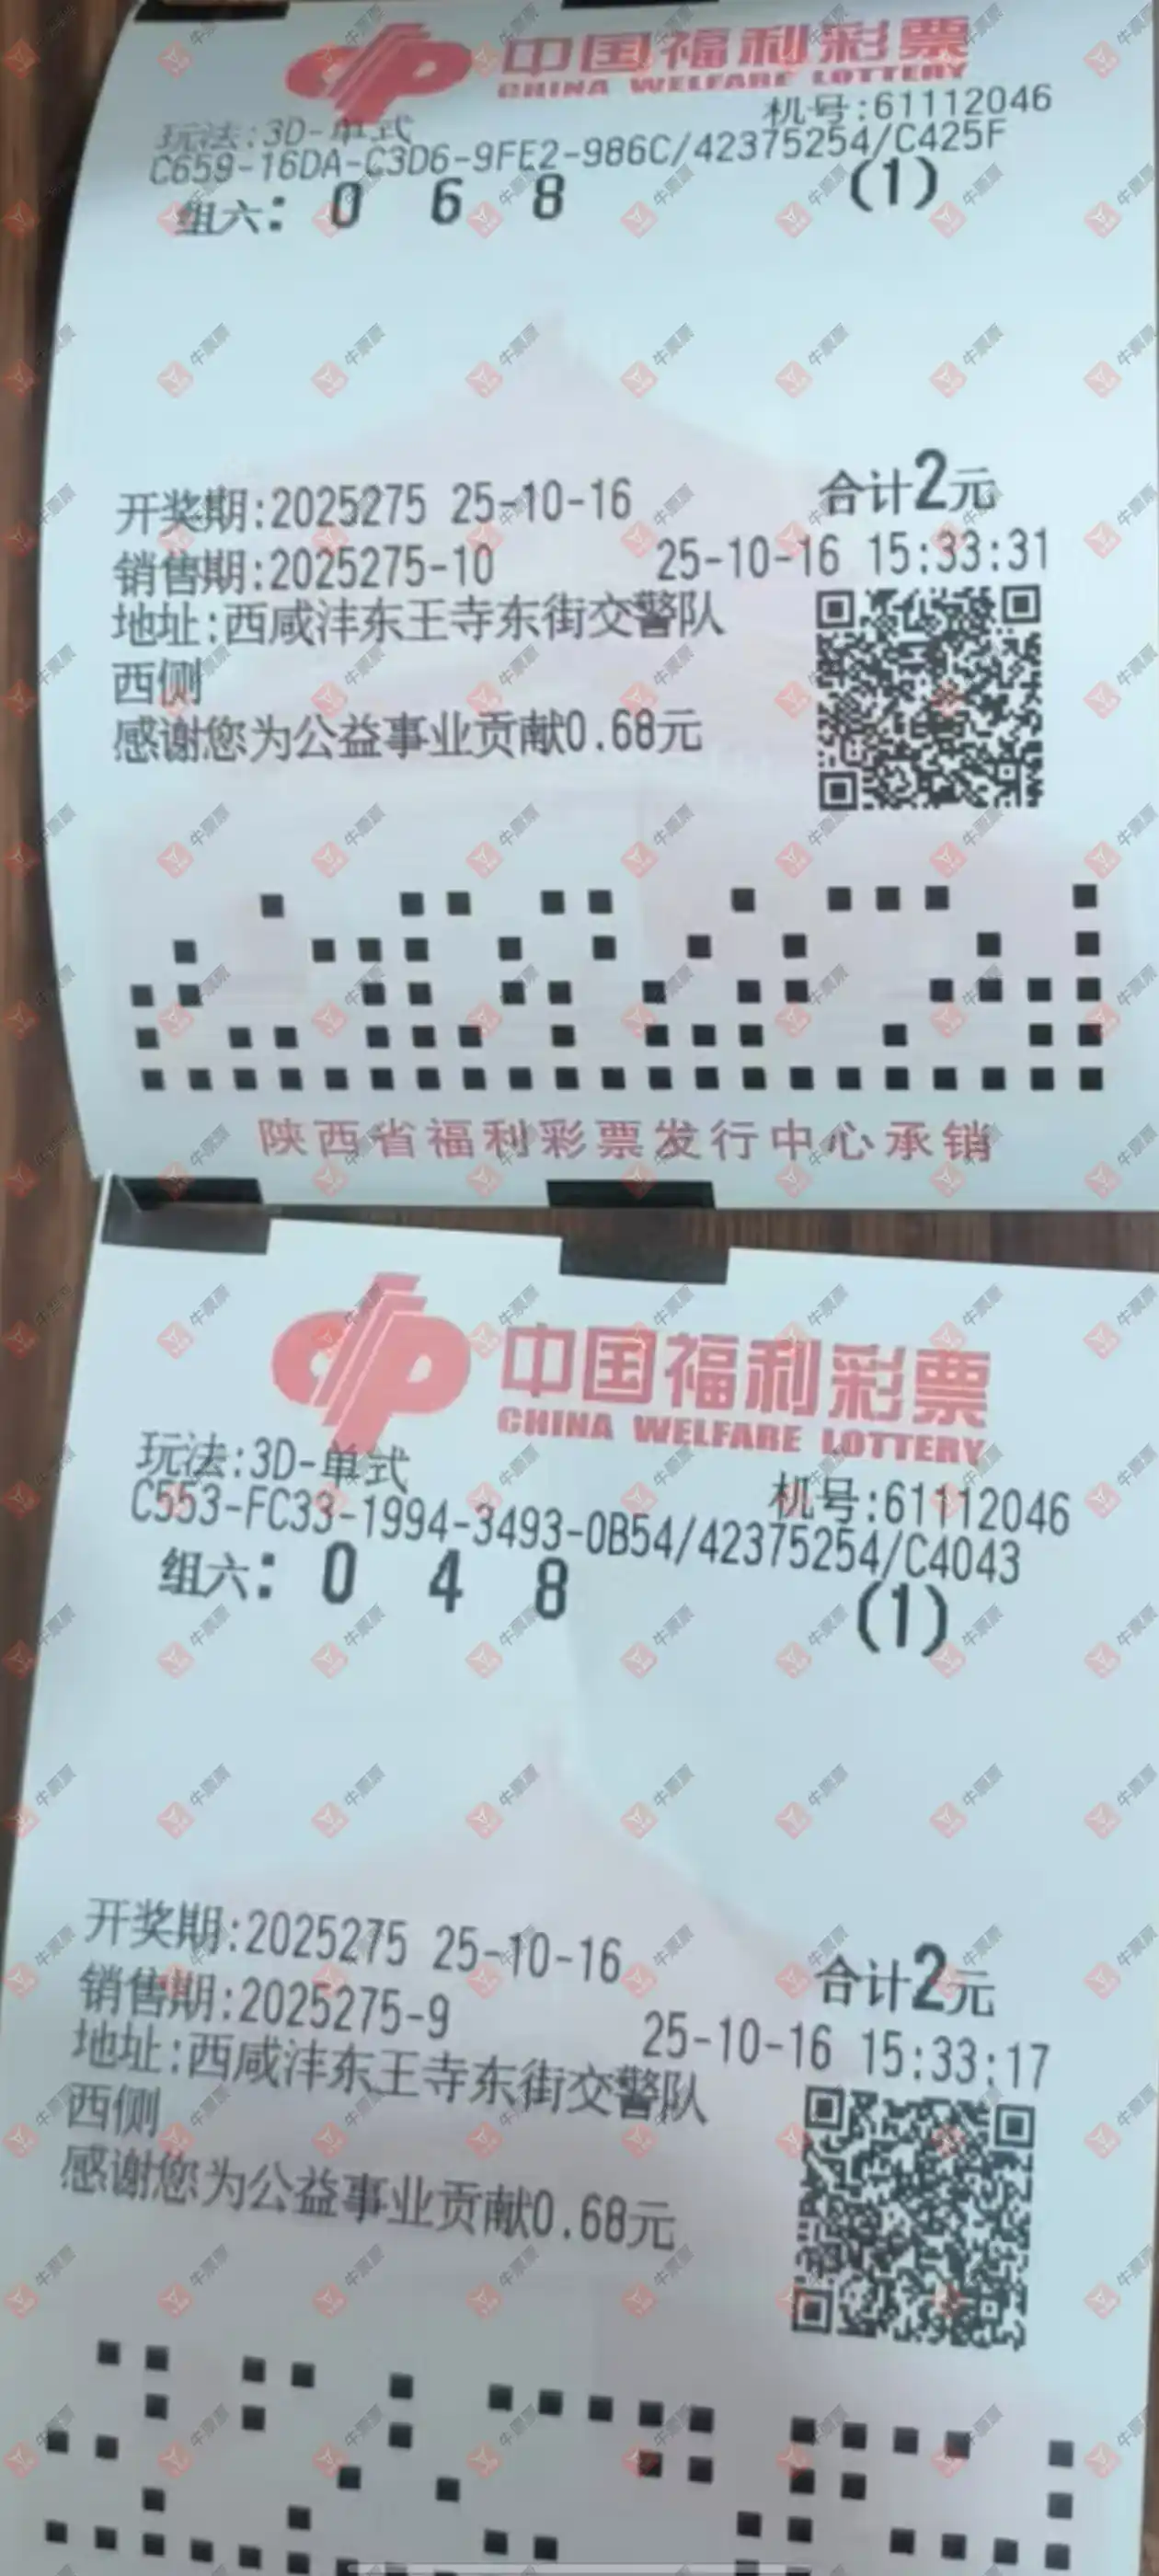 中国福利彩票
CHINA WELFARE LOTTERY
玩法:3D-单式 机号:61112046
C659-16DA-C3D6-9FE2-986C/42375254/C425F
组六: 0 6 8 (1)
开奖期:2025275 25-10-16 合计2元
销售期:2025275-10 25-10-16 15:33:31
地址:西咸沣东王寺东街交警队
西侧
感谢您为公益事业贡献0.68元
陕西省福利彩票发行中心承销
中国福利彩票
CHINA WELFARE LOTTERY
玩法:3D-单式 机号:61112046
C553-FC33-1994-3493-0B54/42375254/C4043
组六: 0 4 8 (1)
开奖期:2025275 25-10-16 合计2元
销售期:2025275-9 25-10-16 15:33:17
地址:西咸沣东王寺东街交警队
西侧
感谢您为公益事业贡献0.68元
牛票票